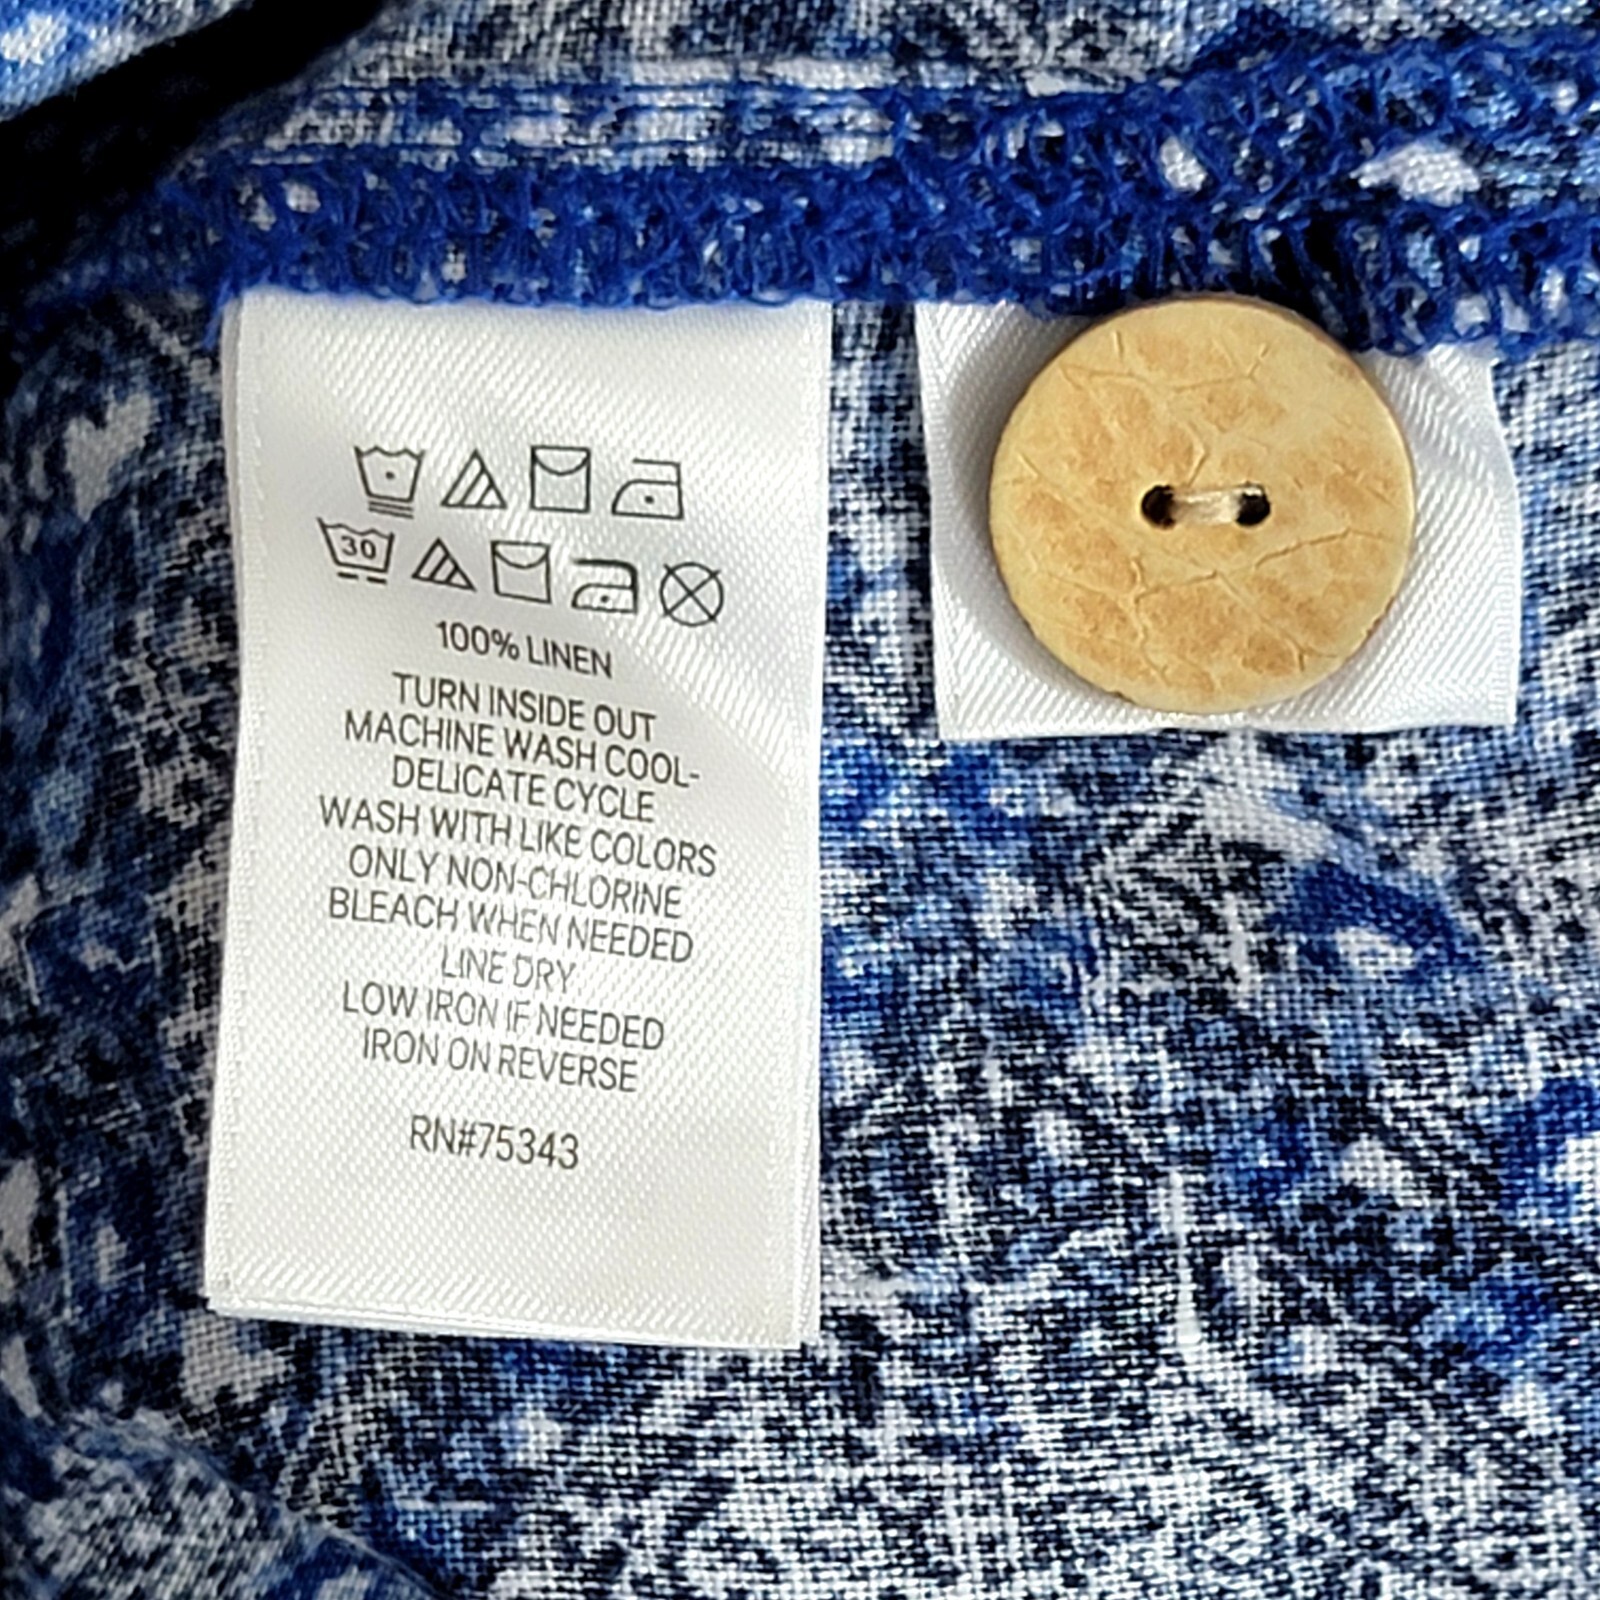 30
100% LINEN
TURN INSIDE OUT
MACHINE WASH COOL-
DELICATE CYCLE
WASH WITH LIKE COLORS
ONLY NON-CHLORINE
BLEACH WHEN NEEDED
LINE DRY
LOW IRON IF NEEDED
IRON ON REVERSE
RN#75343